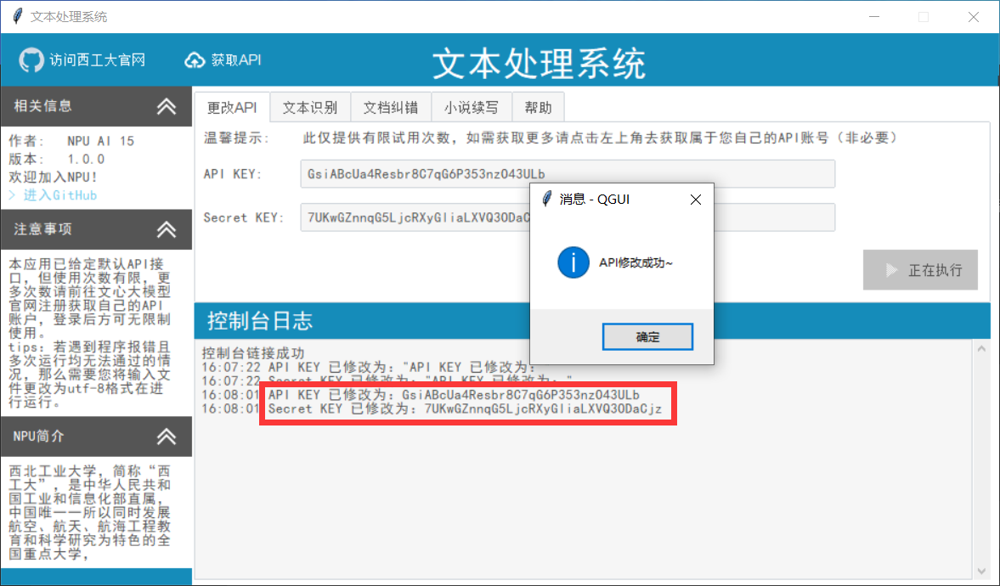 文本处理系统
访问西工大官网
获取API
文本处理系统
相关信息
作者： NPU AI 15
版本： 1.0.0
欢迎加入NPU!
> 进入GitHub
注意事项
本应用已给定默认API接
口，但使用次数有限，更
多次数请前往文心大模型
官网注册获取自己的API
账户，登录后方可无限制
使用。
tips：若遇到程序报错且
多次运行均无法通过的情
况，那么需要您将输入文
件更改为utf-8格式在进
行运行。
NPU简介
西北工业大学，简称“西
工大”，是中华人民共和
国工业和信息化部直属，
中国唯一一所以同时发展
航空、航天、航海工程教
育和科学研究为特色的全
国重点大学，
更改API
文本识别
文档纠错
小说续写
帮助
温馨提示： 此仅提供有限试用次数，如需获取更多请点击左上角去获取属于您自己的API账号（非必要）
API KEY: GsiABcUa4Resbr8C7qG6P353nzO43ULb
Secret KEY: 7UKwGZnnqG5LjcRXyGliaLXVQ3ODaC
正在执行
消息 - QGUI
API修改成功~
确定
控制台日志
控制台链接成功
16:07:22 API KEY 已修改为："API KEY 已修改为：
16:07:22 Secret KEY 已修改为："API KEY 已修改为："
16:08:01 API KEY 已修改为：GsiABcUa4Resbr8C7qG6P353nzO43ULb
16:08:01 Secret KEY 已修改为：7UKwGZnnqG5LjcRXyGliaLXVQ3ODaCjz